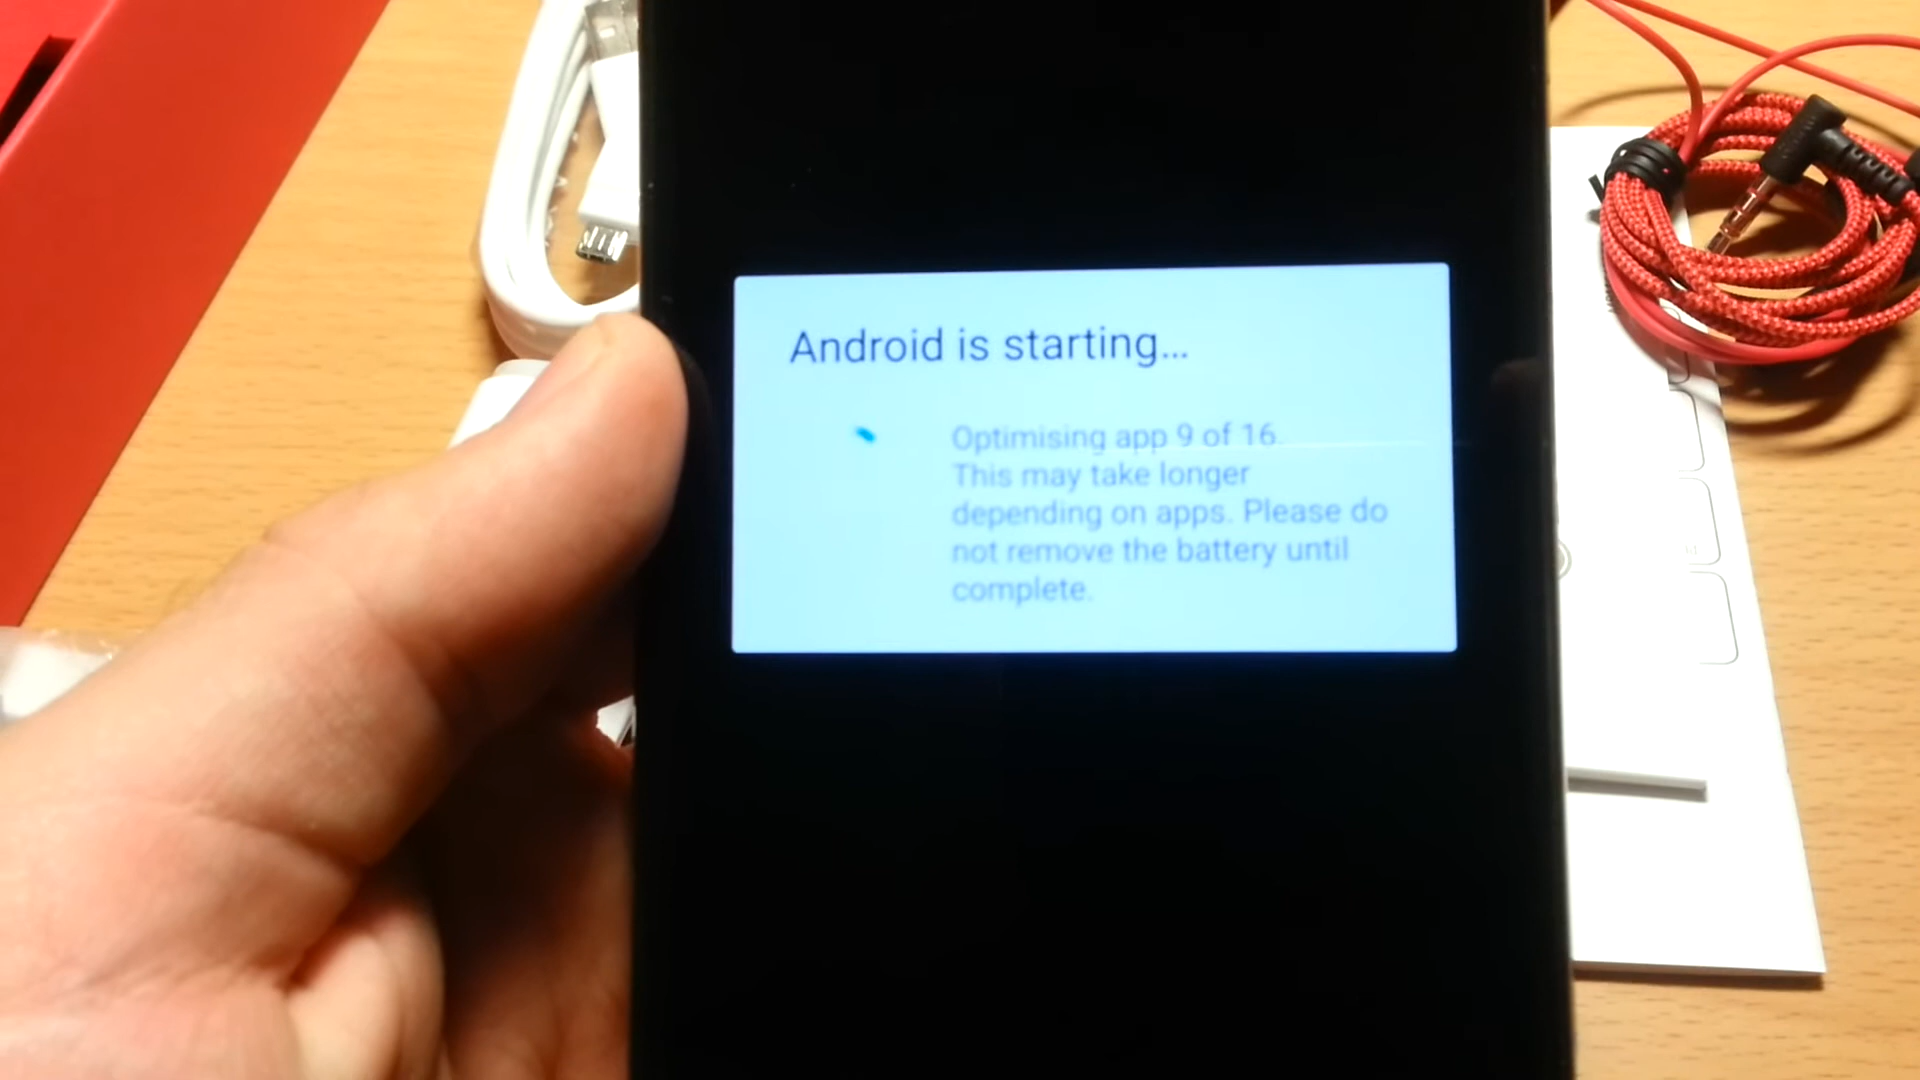 Android is starting...
Optimising app 9 of 16.
This may take longer
depending on apps. Please do
not remove the battery until
complete.